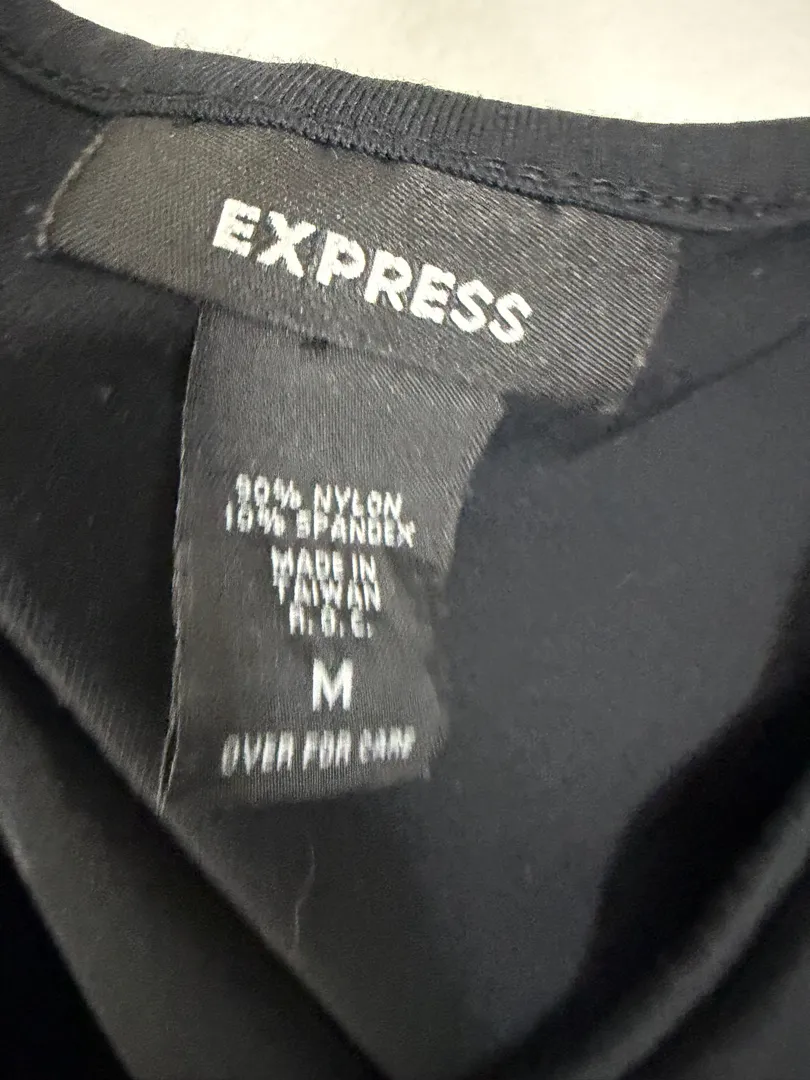 EXPRESS
90% NYLON
10% SPANDEX
MADE IN
TAIWAN
R.O.C.
M
OVER FOR CARE